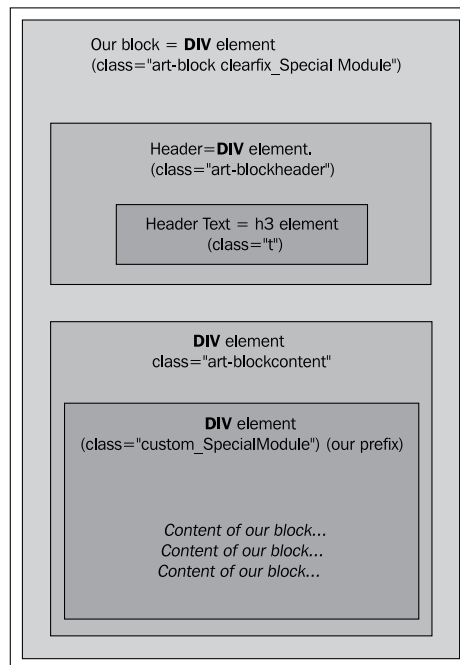 Our block = DIV element
(class="art-block clearfix_Special Module")
Header=DIV element.
(class="art-blockheader")
Header Text = h3 element
(class="t")
DIV element
class="art-blockcontent"
DIV element
(class="custom_SpecialModule") (our prefix)
Content of our block...
Content of our block...
Content of our block...